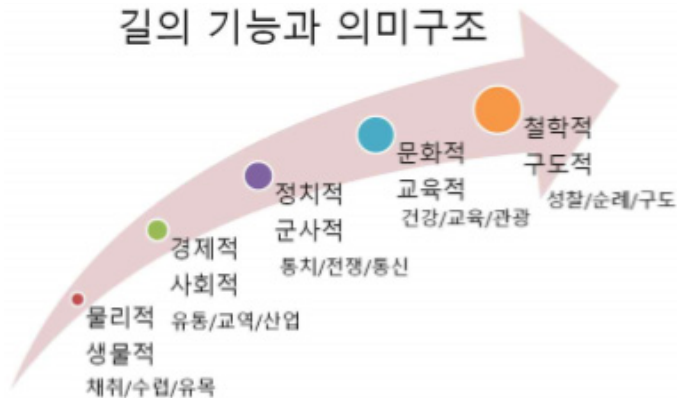 길의 기능과 의미구조
물리적
생물적
채취/수렵/유목
경제적
사회적
유통/교역/산업
정치적
군사적
통치/전쟁/통신
문화적
교육적
건강/교육/관광
철학적
구도적
성찰/순례/구도